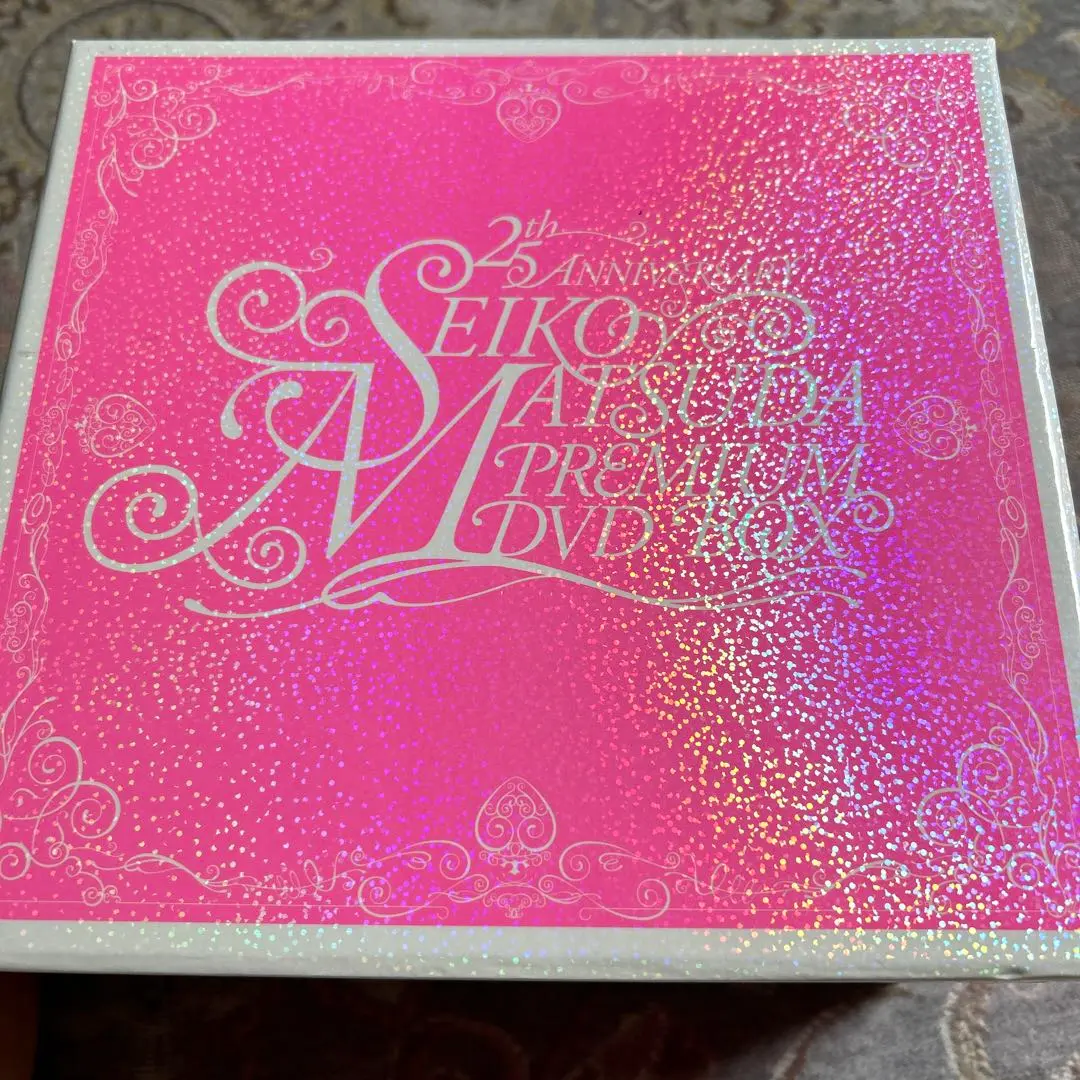 25th ANNIVERSARY
SEIKO
MATSUDA
PREMIUM
DVD BOX